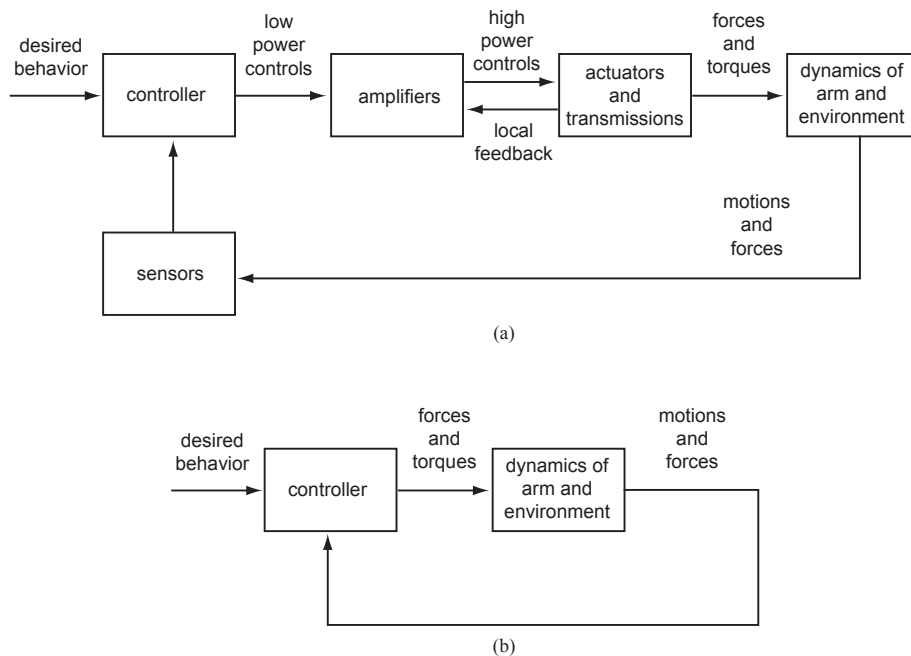 desired
behavior
controller
low
power
controls
amplifiers
high
power
controls
local
feedback
actuators
and
transmissions
forces
and
torques
dynamics of
arm and
environment
motions
and
forces
sensors
(a)
desired
behavior
controller
forces
and
torques
dynamics of
arm and
environment
motions
and
forces
(b)